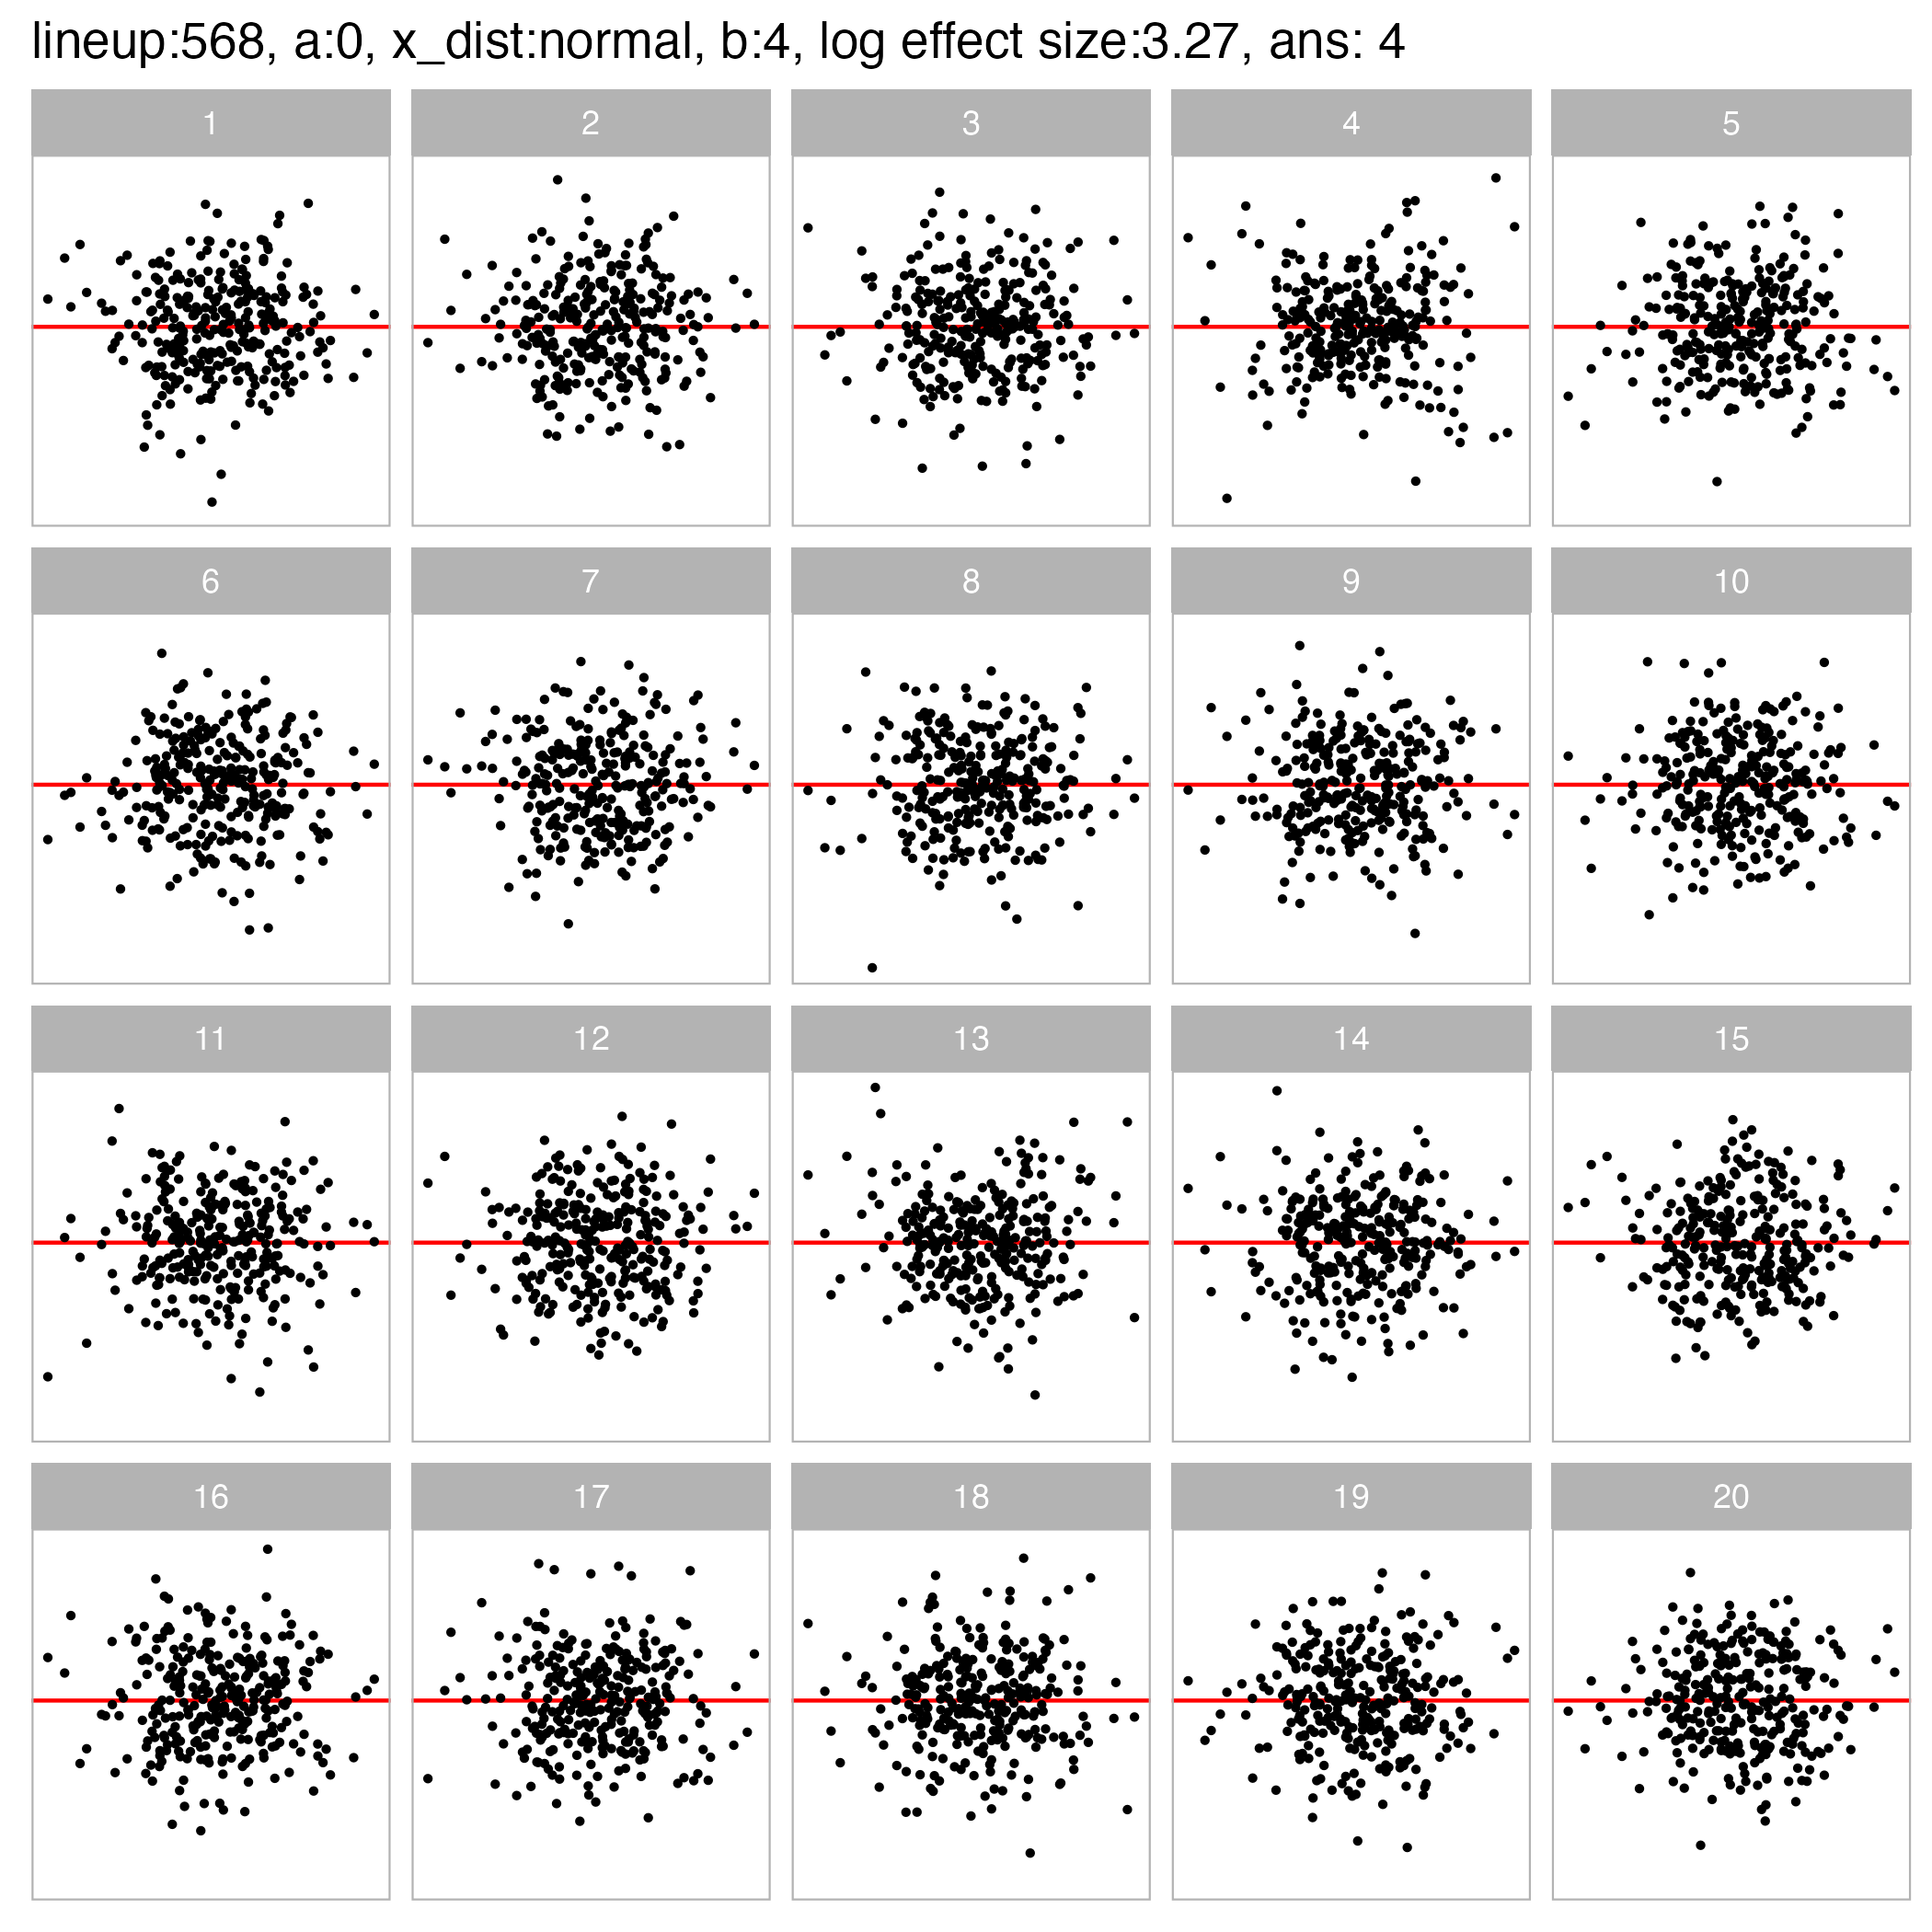 lineup:568, a:0, x_dist:normal, b:4, log effect size:3.27, ans: 4
1 2 3 4 5
6 7 8 9 10
11 12 13 14 15
16 17 18 19 20